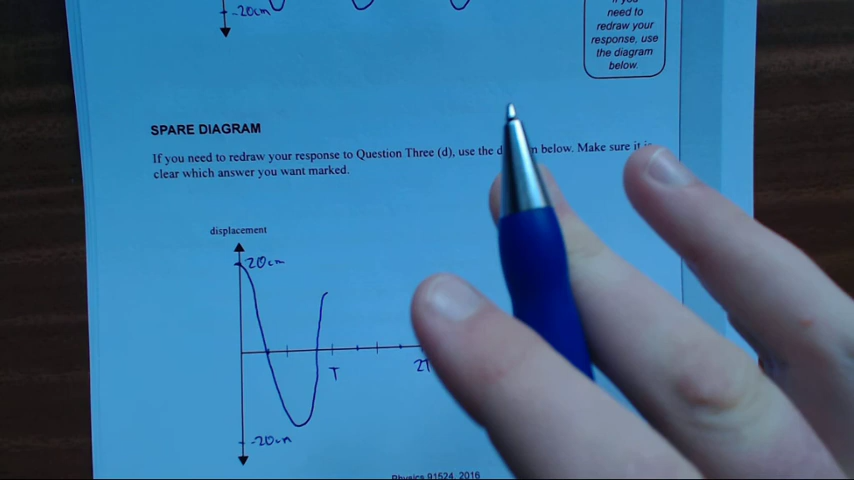 -20cm
need to
redraw your
response, use
the diagram
below.
SPARE DIAGRAM
If you need to redraw your response to Question Three (d), use the below. Make sure it is
clear which answer you want marked.
displacement
20cm
T
2T
-20cm
Physics 91524, 2016